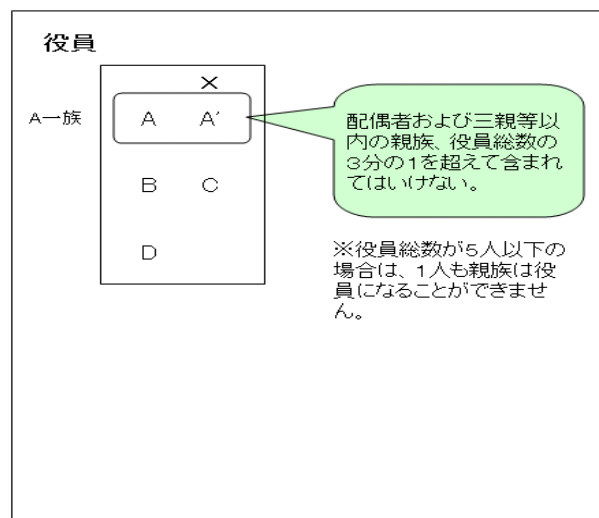 役員
×
A一族
A A′
B C
D
配偶者および三親等以
内の親族、役員総数の
3分の1を超えて含まれ
てはいけない。
※役員総数が5人以下の
場合は、1人も親族は役
員になることができませ
ん。